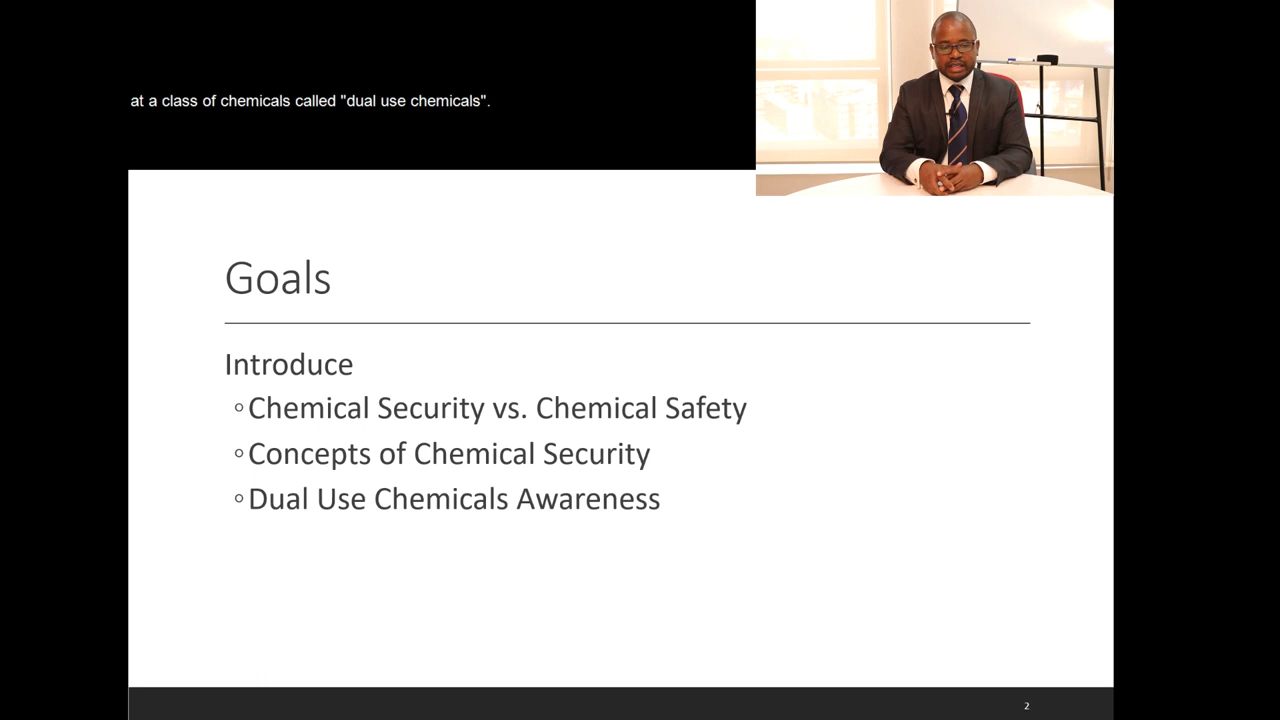 at a class of chemicals called "dual use chemicals".
Goals
Introduce
◦Chemical Security vs. Chemical Safety
◦Concepts of Chemical Security
◦Dual Use Chemicals Awareness
2